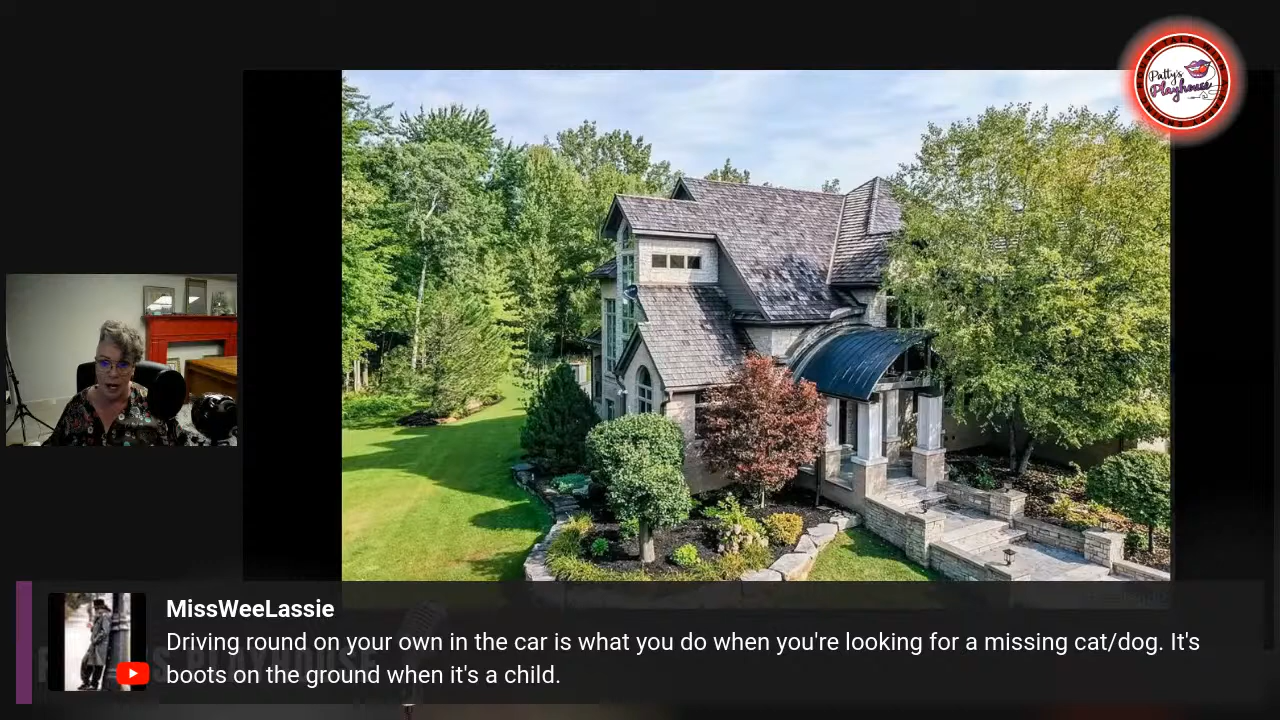 Patty's
Playhouse
MissWeeLassie
Driving round on your own in the car is what you do when you're looking for a missing cat/dog. It's
boots on the ground when it's a child.